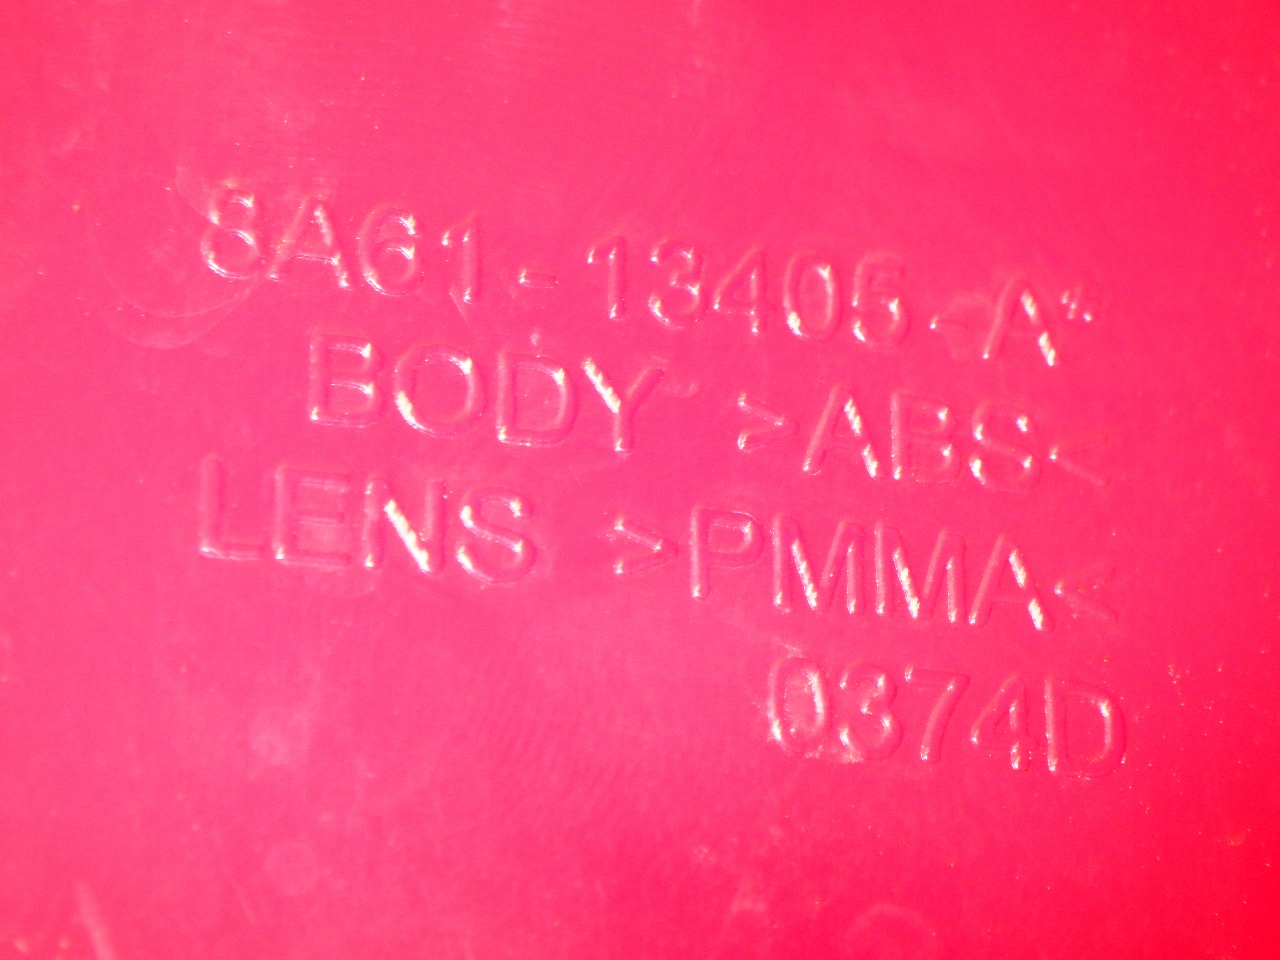 8A61-13405-A*
BODY >ABS<
LENS >PMMA<
0374D